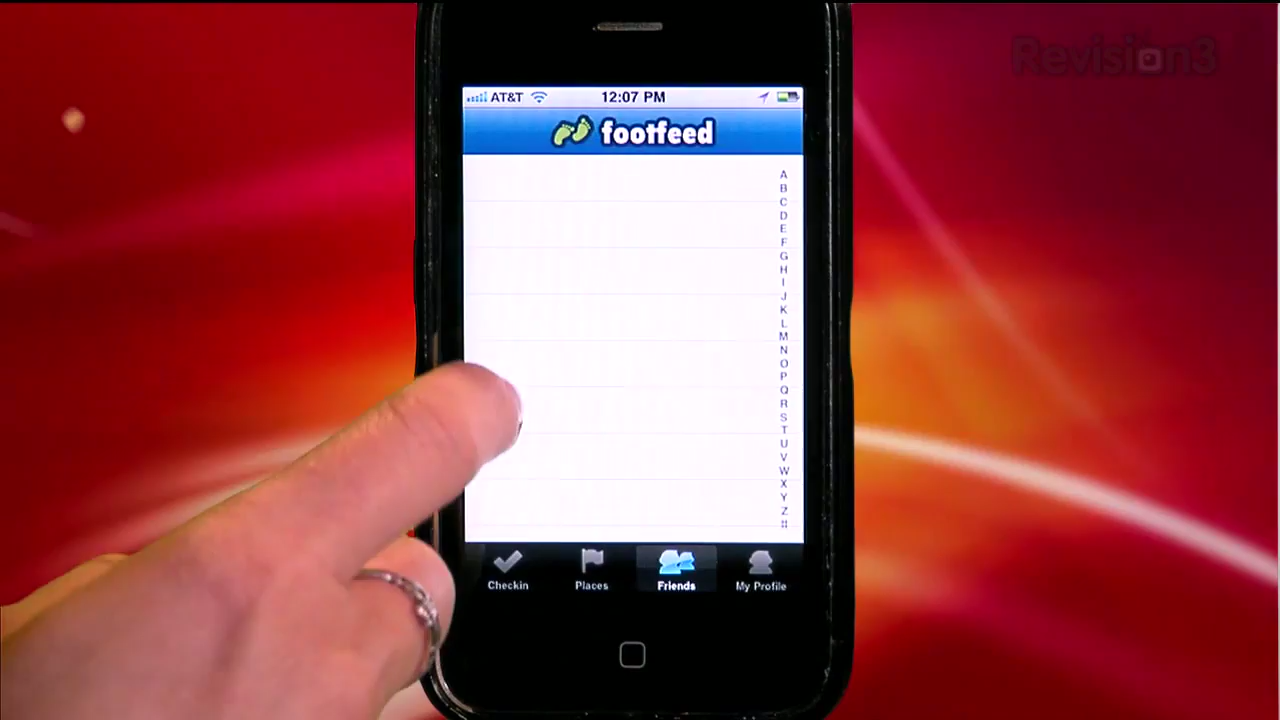 Revision3
AT&T 12:07 PM
footfeed
A
B
C
D
E
F
G
H
I
J
K
L
M
N
O
P
Q
R
S
T
U
V
W
X
Y
Z
#
Checkin Places Friends My Profile